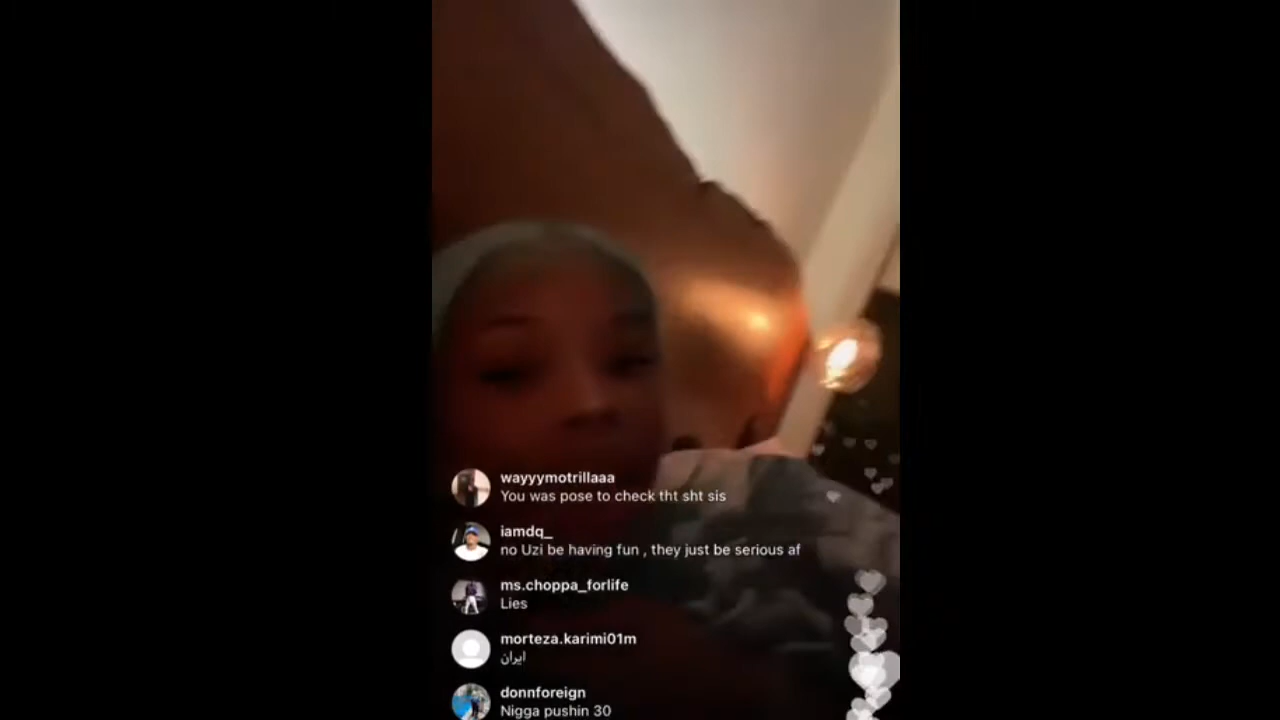 wayyymotrillaaa
You was pose to check tht sht sis
iamdq_
no Uzi be having fun , they just be serious af
ms.choppa_forlife
Lies
morteza.karimi01m
ایران
donnforeign
Nigga pushin 30